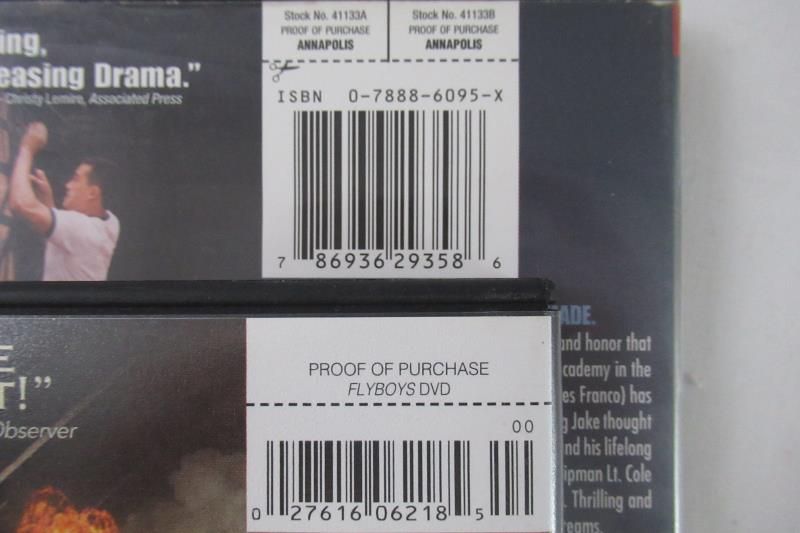 Stock No. 41133A
PROOF OF PURCHASE
ANNAPOLIS
Stock No. 41133B
PROOF OF PURCHASE
ANNAPOLIS
ing,
easing Drama.”
- Christy Lemire, Associated Press
ISBN 0-7888-6095-X
7 86936 29358 6
ADE.
and honor that
cademy in the
es Franco) has
g Jake thought
nd his lifelong
ipman Lt. Cole
. Thrilling and
reams.
E
T!”
Observer
PROOF OF PURCHASE
FLYBOYS DVD
00
0 27616 06218 5